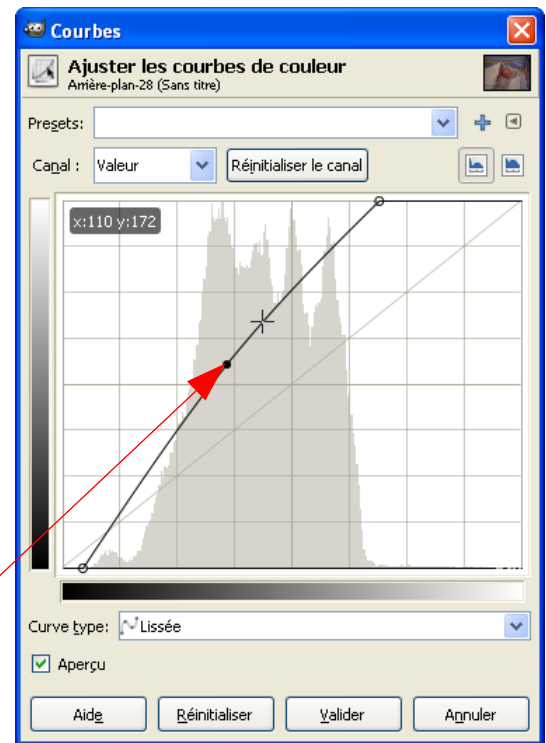 Courbes
Ajuster les courbes de couleur
Arrière-plan-28 (Sans titre)
Presets:
Canal : Valeur Réinitialiser le canal
x:110 y:172
Curve type: Lissée
Aperçu
Aide Réinitialiser Valider Annuler